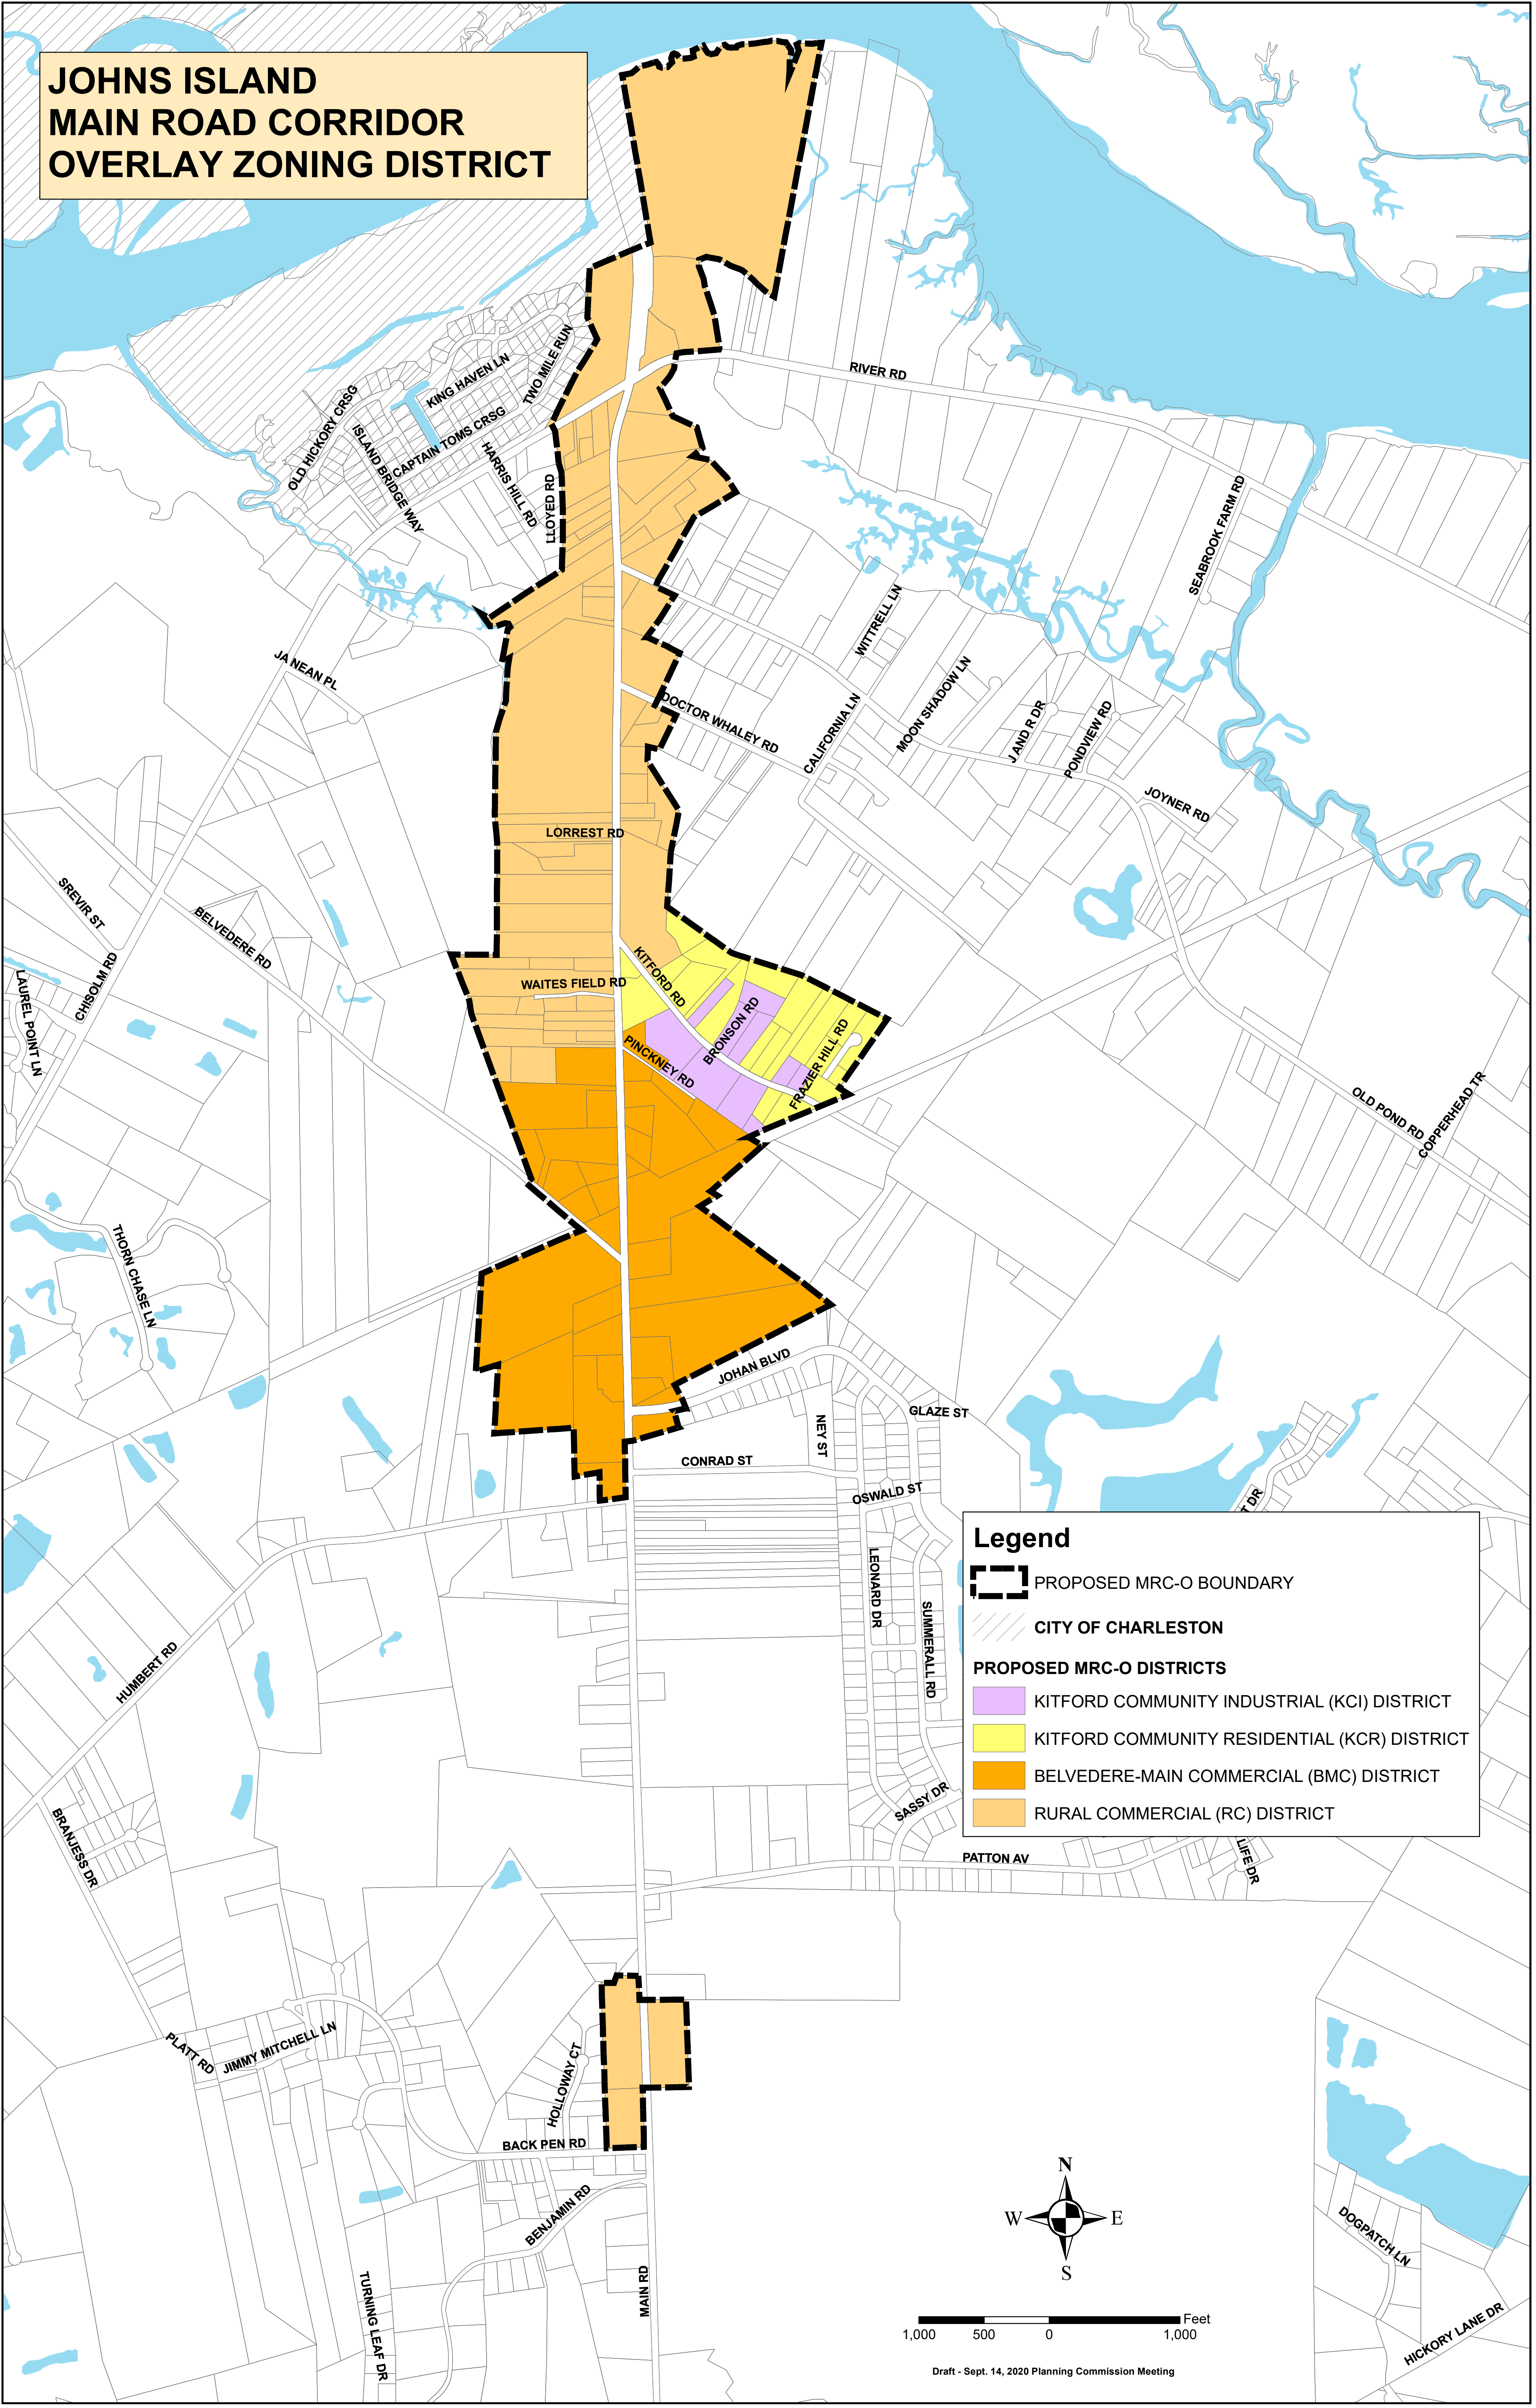 JOHNS ISLAND
MAIN ROAD CORRIDOR
OVERLAY ZONING DISTRICT
RIVER RD
TWO MILE RUN
KING HAVEN LN
OLD HICKORY CRSG
CAPTAIN TOMS CRSG
ISLAND BRIDGE WAY
HARRIS HILL RD
LLOYED RD
SEABROOK FARM RD
WITTRELL LN
JA NEAN PL
MOON SHADOW LN
DOCTOR WHALEY RD
CALIFORNIA LN
J AND R DR
PONDVIEW RD
JOYNER RD
LORREST RD
SREVIR ST
BELVEDERE RD
CHISOLM RD
LAUREL POINT LN
KITFORD RD
WAITES FIELD RD
BRONSON RD
PINCKNEY RD
FRAZIER HILL RD
OLD POND RD
COPPERHEAD TR
THORN CHASE LN
JOHAN BLVD
NEY ST
GLAZE ST
CONRAD ST
OSWALD ST
T DR
LEONARD DR
SUMMERALL RD
HUMBERT RD
Legend
PROPOSED MRC-O BOUNDARY
CITY OF CHARLESTON
PROPOSED MRC-O DISTRICTS
KITFORD COMMUNITY INDUSTRIAL (KCI) DISTRICT
KITFORD COMMUNITY RESIDENTIAL (KCR) DISTRICT
BELVEDERE-MAIN COMMERCIAL (BMC) DISTRICT
RURAL COMMERCIAL (RC) DISTRICT
SASSY DR
BRANJESS DR
PATTON AV
LIFE DR
PLATT RD
JIMMY MITCHELL LN
HOLLOWAY CT
BACK PEN RD
BENJAMIN RD
TURNING LEAF DR
MAIN RD
DOGPATCH LN
HICKORY LANE DR
N
W
E
S
Feet
1,000 500 0 1,000
Draft - Sept. 14, 2020 Planning Commission Meeting